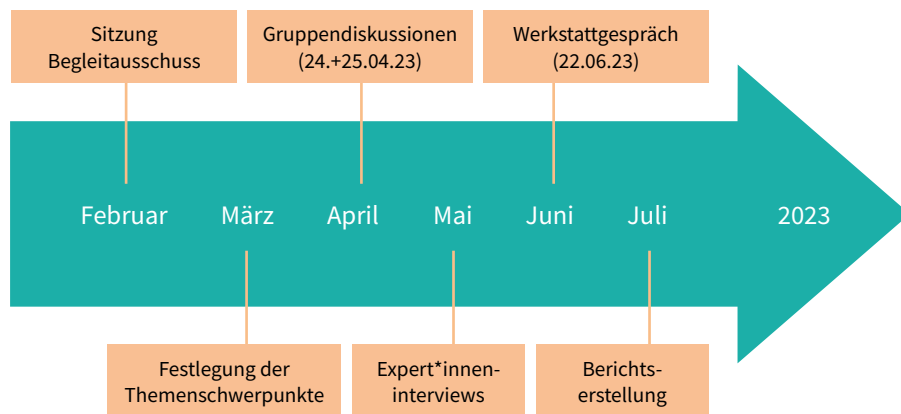 Sitzung
Begleitausschuss
Gruppendiskussionen
(24.+25.04.23)
Werkstattgespräch
(22.06.23)
Februar März April Mai Juni Juli 2023
Festlegung der
Themenschwerpunkte
Expert*innen-
interviews
Berichts-
erstellung